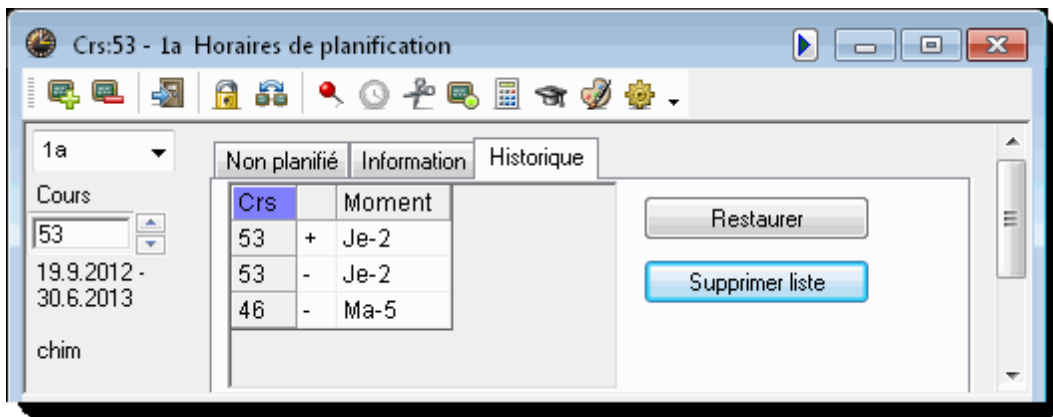 Crs:53 - 1a Horaires de planification
1a
Non planifié Information Historique
Cours
53
19.9.2012 -
30.6.2013
chim
Crs Moment
53 + Je-2
53 - Je-2
46 - Ma-5
Restaurer
Supprimer liste